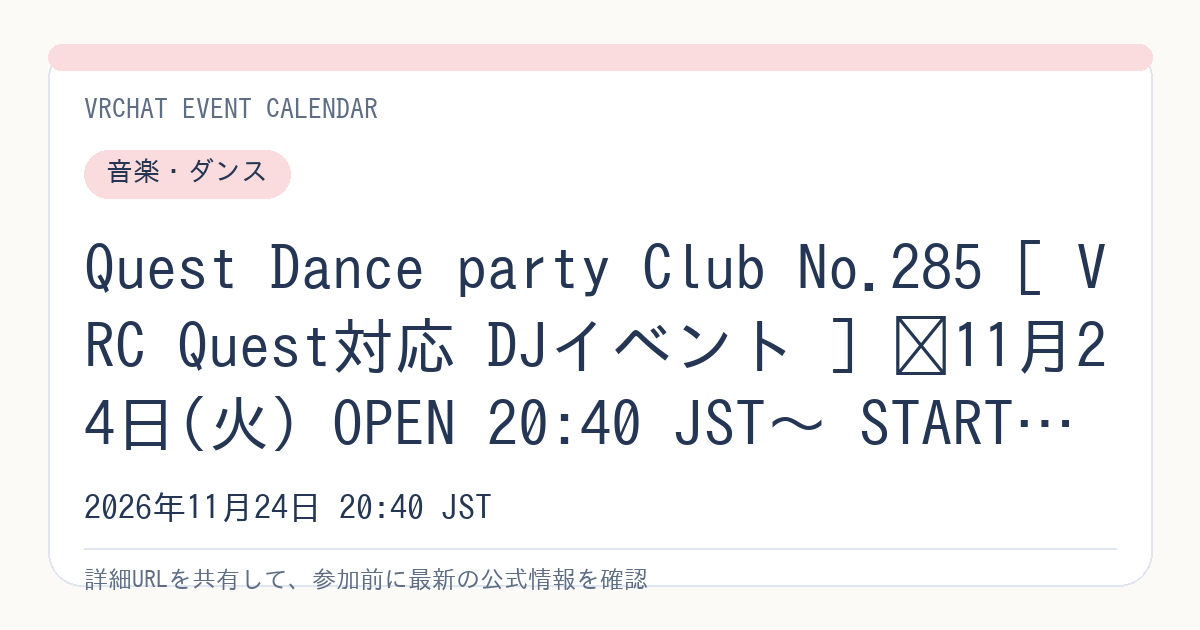 VRCHAT EVENT CALENDAR
音楽・ダンス
Quest Dance party Club No.285 [ V
RC Quest対応 DJイベント ] 11月2
4日(火) OPEN 20:40 JST～ START…
2026年11月24日 20:40 JST
詳細URLを共有して、参加前に最新の公式情報を確認